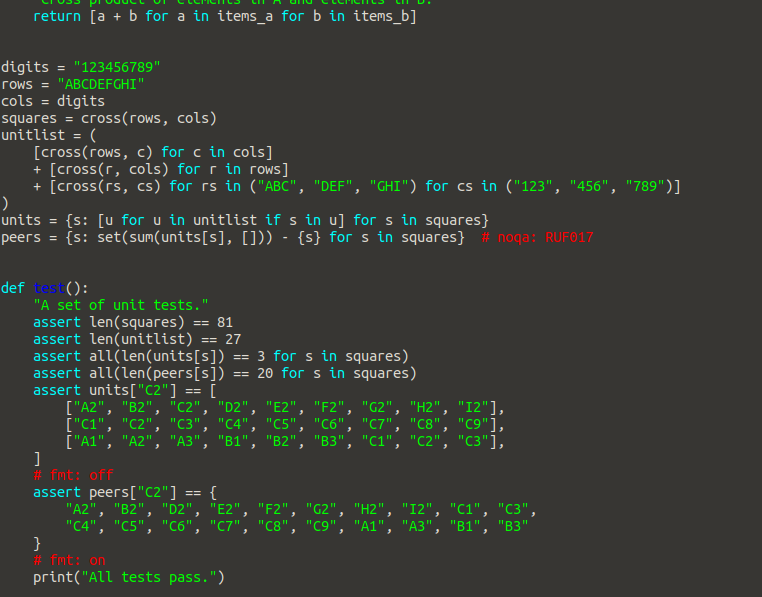 "Cross product of elements in A and elements in B."
    return [a + b for a in items_a for b in items_b]
digits = "123456789"
rows = "ABCDEFGHI"
cols = digits
squares = cross(rows, cols)
unitlist = (
    [cross(rows, c) for c in cols]
    + [cross(r, cols) for r in rows]
    + [cross(rs, cs) for rs in ("ABC", "DEF", "GHI") for cs in ("123", "456", "789")]
)
units = {s: [u for u in unitlist if s in u] for s in squares}
peers = {s: set(sum(units[s], [])) - {s} for s in squares}  # noqa: RUF017
def test():
    "A set of unit tests."
    assert len(squares) == 81
    assert len(unitlist) == 27
    assert all(len(units[s]) == 3 for s in squares)
    assert all(len(peers[s]) == 20 for s in squares)
    assert units["C2"] == [
        ["A2", "B2", "C2", "D2", "E2", "F2", "G2", "H2", "I2"],
        ["C1", "C2", "C3", "C4", "C5", "C6", "C7", "C8", "C9"],
        ["A1", "A2", "A3", "B1", "B2", "B3", "C1", "C2", "C3"],
    ]
    # fmt: off
    assert peers["C2"] == {
        "A2", "B2", "D2", "E2", "F2", "G2", "H2", "I2", "C1", "C3",
        "C4", "C5", "C6", "C7", "C8", "C9", "A1", "A3", "B1", "B3"
    }
    # fmt: on
    print("All tests pass.")